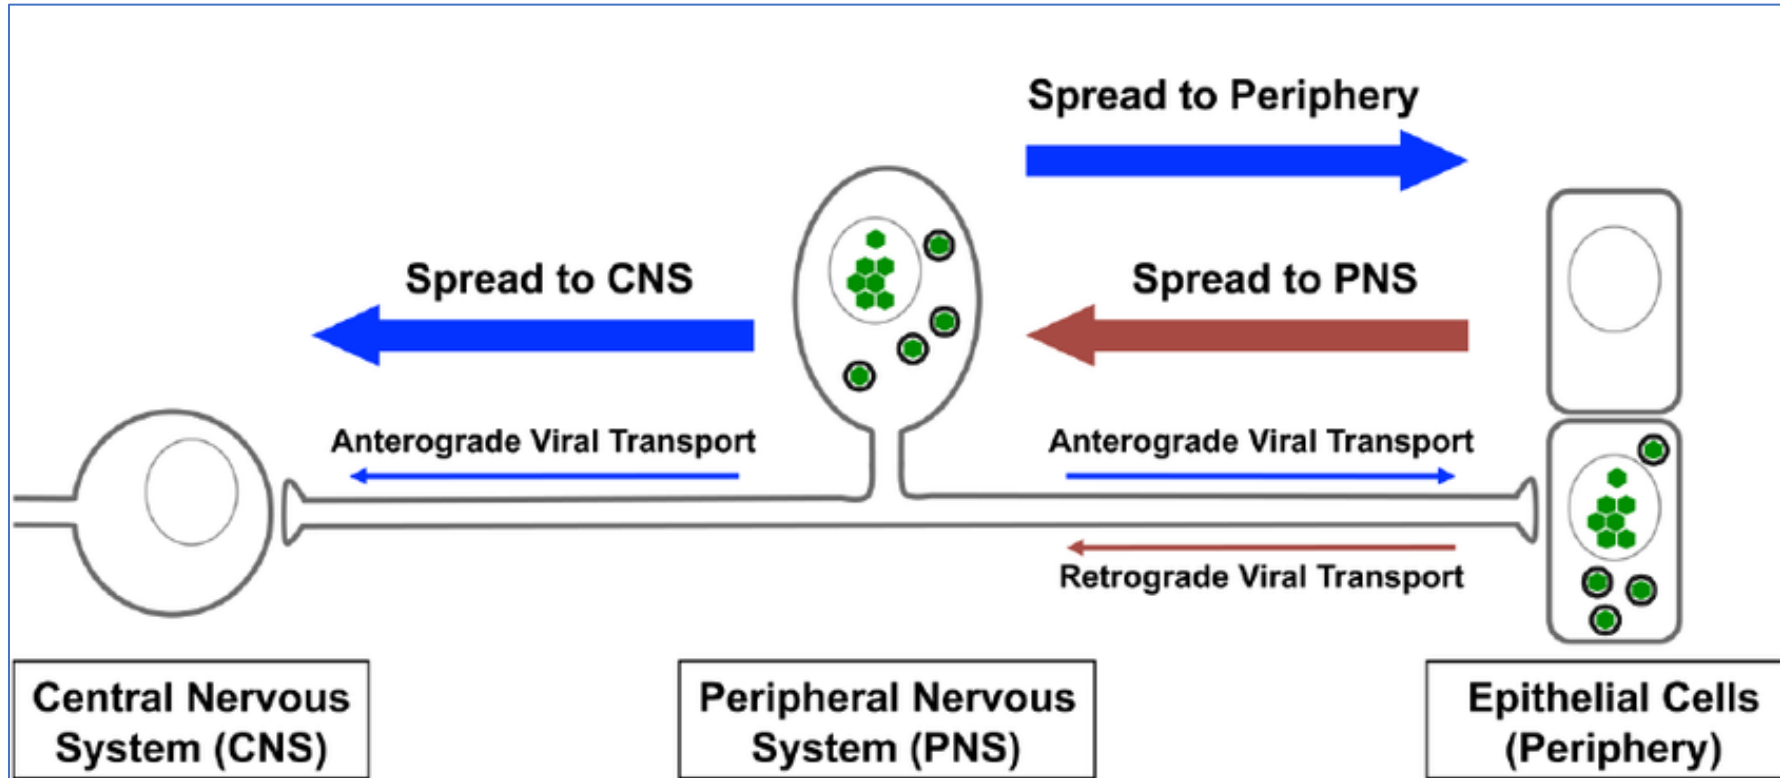 Spread to Periphery
Spread to CNS
Spread to PNS
Anterograde Viral Transport
Anterograde Viral Transport
Retrograde Viral Transport
Central Nervous
System (CNS)
Peripheral Nervous
System (PNS)
Epithelial Cells
(Periphery)